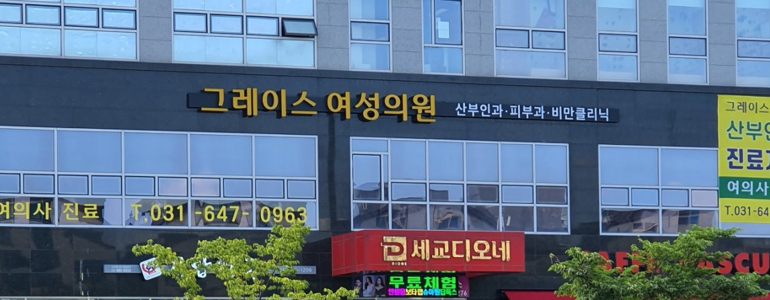 그레이스 여성의원
산부인과·피부과·비만클리닉
그레이스
산부인
진료
여의사
T.031-64
여의사 진료 T.031-647-0963
세교디오네
DIONE
무료체험